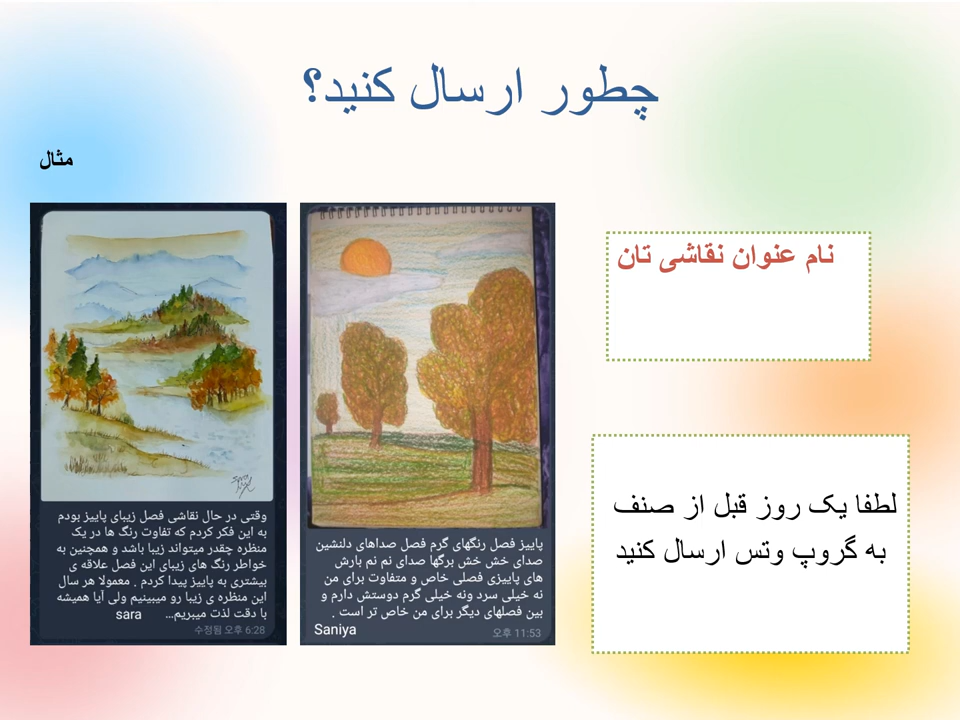 چطور ارسال کنید؟
مثال
وقتی در حال نقاشی فصل زیبای پاییز بودم
به این فکر کردم که تفاوت رنگ ها در یک
منظره چقدر میتواند زیبا باشد و همچنین به
خواطر رنگ های زیبای این فصل علاقه ی
بیشتری به پاییز پیدا کردم . معمولا هر سال
این منظره ی زیبا رو میبینیم ولی آیا همیشه
با دقت لذت میبریم...
sara
수정됨 오후 6:28
پاییز فصل رنگهای گرم فصل صداهای دلنشین
صدای خش خش برگها صدای نم نم بارش
های پاییزی فصلی خاص و متفاوت برای من
نه خیلی سرد ونه خیلی گرم دوستش دارم و
بین فصلهای دیگر برای من خاص تر است .
Saniya
오후 11:53
نام عنوان نقاشی تان
لطفا یک روز قبل از صنف
به گروپ وتس ارسال کنید